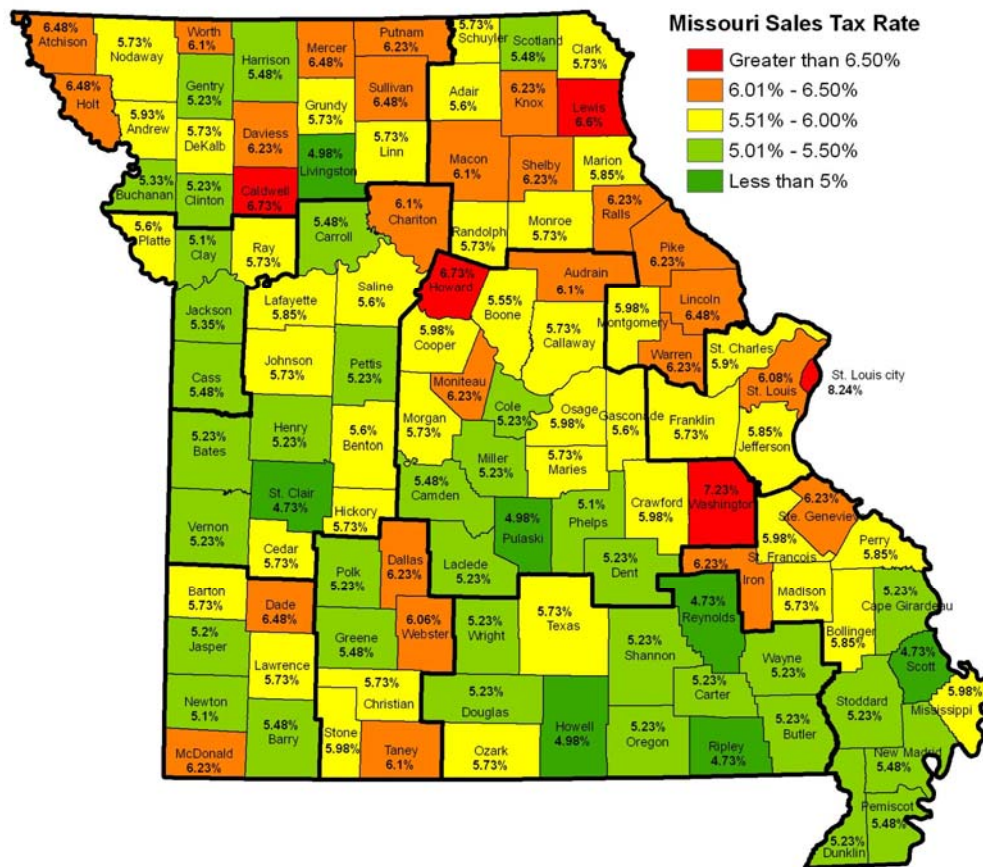 Missouri Sales Tax Rate
Greater than 6.50%
6.01% - 6.50%
5.51% - 6.00%
5.01% - 5.50%
Less than 5%
6.48%
Atchison
5.73%
Nodaway
Worth
6.1%
Harrison
5.48%
Mercer
6.48%
Putnam
6.23%
5.73%
Schuyler
Scotland
5.48%
Clark
5.73%
6.48%
Holt
Gentry
5.23%
Sullivan
6.48%
Adair
5.6%
6.23%
Knox
Lewis
6.6%
5.93%
Andrew
5.73%
DeKalb
Daviess
6.23%
Grundy
5.73%
4.98%
Livingston
5.73%
Linn
Macon
6.1%
Shelby
6.23%
Marion
5.85%
5.33%
Buchanan
5.23%
Clinton
Caldwell
6.73%
6.1%
Chariton
6.23%
Ralls
5.6%
Platte
5.1%
Clay
Ray
5.73%
5.48%
Carroll
Randolph
5.73%
Monroe
5.73%
Pike
6.23%
Jackson
5.35%
Lafayette
5.85%
Saline
5.6%
6.73%
Howard
5.55%
Boone
Audrain
6.1%
5.73%
Callaway
5.98%
Montgomery
Lincoln
6.48%
Warren
6.23%
St. Charles
5.9%
6.08%
St. Louis
St. Louis city
8.24%
Cass
5.48%
Johnson
5.73%
Pettis
5.23%
5.98%
Cooper
Moniteau
6.23%
Cole
5.23%
Osage
5.98%
Gasconade
5.6%
Franklin
5.73%
5.85%
Jefferson
5.23%
Bates
Henry
5.23%
5.6%
Benton
Morgan
5.73%
Miller
5.23%
5.73%
Maries
5.48%
Camden
4.98%
Pulaski
5.1%
Phelps
Crawford
5.98%
7.23%
Washington
6.23%
Ste. Genevieve
5.98%
St. Francois
Perry
5.85%
Vernon
5.23%
St. Clair
4.73%
Hickory
5.73%
Cedar
5.73%
Polk
5.23%
Dallas
6.23%
Laclede
5.23%
5.23%
Dent
6.23%
Iron
Madison
5.73%
Bollinger
5.85%
5.23%
Cape Girardeau
Barton
5.73%
Dade
6.48%
Greene
5.48%
6.06%
Webster
5.23%
Wright
5.73%
Texas
5.23%
Shannon
4.73%
Reynolds
Wayne
5.23%
4.73%
Scott
5.98%
Mississippi
5.2%
Jasper
Lawrence
5.73%
5.73%
Christian
5.23%
Douglas
Howell
4.98%
5.23%
Carter
Stoddard
5.23%
Newton
5.1%
5.48%
Barry
Stone
5.98%
Taney
6.1%
Ozark
5.73%
5.23%
Oregon
Ripley
4.73%
5.23%
Butler
New Madrid
5.48%
McDonald
6.23%
Pemiscot
5.48%
5.23%
Dunklin